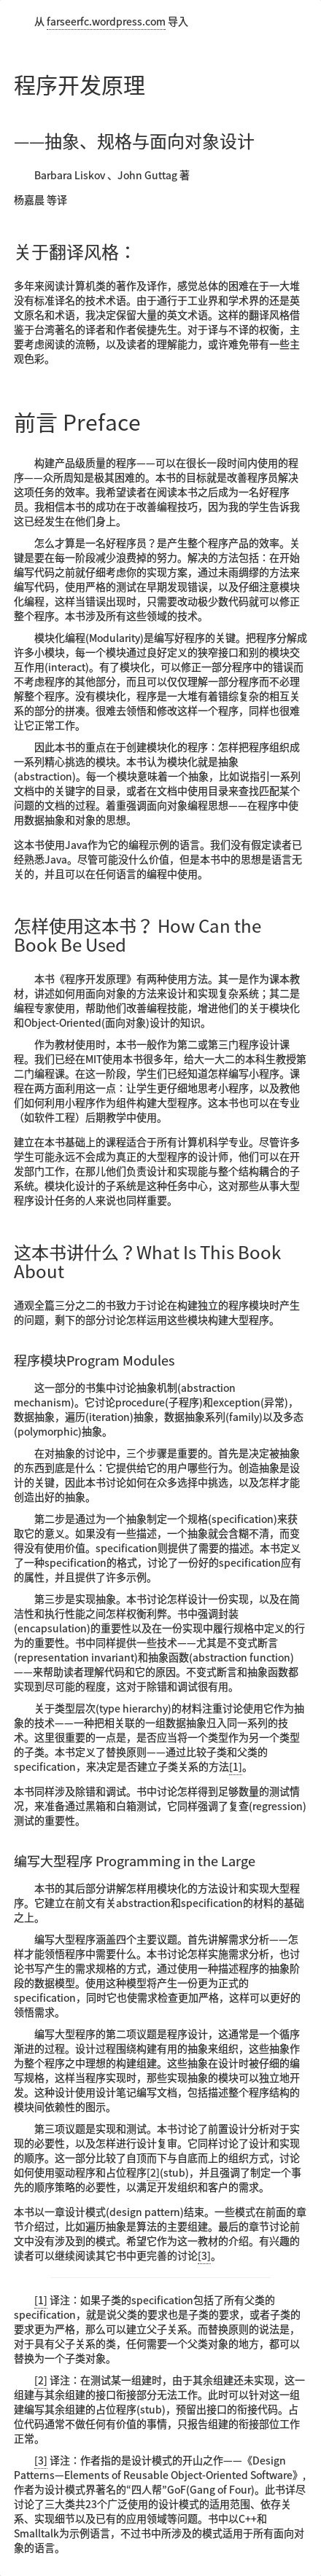 从 farseerfc.wordpress.com 导入
程序开发原理
——抽象、规格与面向对象设计
Barbara Liskov 、John Guttag 著
杨嘉晨 等译
关于翻译风格：
多年来阅读计算机类的著作及译作，感觉总体的困难在于一大堆
没有标准译名的技术术语。由于通行于工业界和学术界的还是英
文原名和术语，我决定保留大量的英文术语。这样的翻译风格借
鉴于台湾著名的译者和作者侯捷先生。对于译与不译的权衡，主
要考虑阅读的流畅，以及读者的理解能力，或许难免带有一些主
观色彩。
前言 Preface
构建产品级质量的程序——可以在很长一段时间内使用的程
序——众所周知是极其困难的。本书的目标就是改善程序员解决
这项任务的效率。我希望读者在阅读本书之后成为一名好程序
员。我相信本书的成功在于改善编程技巧，因为我的学生告诉我
这已经发生在他们身上。
怎么才算是一名好程序员？是产生整个程序产品的效率。关
键是要在每一阶段减少浪费掉的努力。解决的方法包括：在开始
编写代码之前就仔细考虑你的实现方案，通过未雨绸缪的方法来
编写代码，使用严格的测试在早期发现错误，以及仔细注意模块
化编程，这样当错误出现时，只需要改动极少数代码就可以修正
整个程序。本书涉及所有这些领域的技术。
模块化编程(Modularity)是编写好程序的关键。把程序分解成
许多小模块，每一个模块通过良好定义的狭窄接口和别的模块交
互作用(interact)。有了模块化，可以修正一部分程序中的错误而
不考虑程序的其他部分，而且可以仅仅理解一部分程序而不必理
解整个程序。没有模块化，程序是一大堆有着错综复杂的相互关
系的部分的拼凑。很难去领悟和修改这样一个程序，同样也很难
让它正常工作。
因此本书的重点在于创建模块化的程序：怎样把程序组织成
一系列精心挑选的模块。本书认为模块化就是抽象
(abstraction)。每一个模块意味着一个抽象，比如说指引一系列
文档中的关键字的目录，或者在文档中使用目录来查找匹配某个
问题的文档的过程。着重强调面向对象编程思想——在程序中使
用数据抽象和对象的思想。
这本书使用Java作为它的编程示例的语言。我们没有假定读者已
经熟悉Java。尽管可能没什么价值，但是本书中的思想是语言无
关的，并且可以在任何语言的编程中使用。
怎样使用这本书？ How Can the
Book Be Used
本书《程序开发原理》有两种使用方法。其一是作为课本教
材，讲述如何用面向对象的方法来设计和实现复杂系统；其二是
编程专家使用，帮助他们改善编程技能，增进他们的关于模块化
和Object-Oriented(面向对象)设计的知识。
作为教材使用时，本书一般作为第二或第三门程序设计课
程。我们已经在MIT使用本书很多年，给大一大二的本科生教授第
二门编程课。在这一阶段，学生们已经知道怎样编写小程序。课
程在两方面利用这一点：让学生更仔细地思考小程序，以及教他
们如何利用小程序作为组件构建大型程序。这本书也可以在专业
（如软件工程）后期教学中使用。
建立在本书基础上的课程适合于所有计算机科学专业。尽管许多
学生可能永远不会成为真正的大型程序的设计师，他们可以在开
发部门工作，在那儿他们负责设计和实现能与整个结构耦合的子
系统。模块化设计的子系统是这种任务中心，这对那些从事大型
程序设计任务的人来说也同样重要。
这本书讲什么？What Is This Book
About
通观全篇三分之二的书致力于讨论在构建独立的程序模块时产生
的问题，剩下的部分讨论怎样运用这些模块构建大型程序。
程序模块Program Modules
这一部分的书集中讨论抽象机制(abstraction
mechanism)。它讨论procedure(子程序)和exception(异常)，
数据抽象，遍历(iteration)抽象，数据抽象系列(family)以及多态
(polymorphic)抽象。
在对抽象的讨论中，三个步骤是重要的。首先是决定被抽象
的东西到底是什么：它提供给它的用户哪些行为。创造抽象是设
计的关键，因此本书讨论如何在众多选择中挑选，以及怎样才能
创造出好的抽象。
第二步是通过为一个抽象制定一个规格(specification)来获
取它的意义。如果没有一些描述，一个抽象就会含糊不清，而变
得没有使用价值。specification则提供了需要的描述。本书定义
了一种specification的格式，讨论了一份好的specification应有
的属性，并且提供了许多示例。
第三步是实现抽象。本书讨论怎样设计一份实现，以及在简
洁性和执行性能之间怎样权衡利弊。书中强调封装
(encapsulation)的重要性以及在一份实现中履行规格中定义的行
为的重要性。书中同样提供一些技术——尤其是不变式断言
(representation invariant)和抽象函数(abstraction function)
——来帮助读者理解代码和它的原因。不变式断言和抽象函数都
实现到尽可能的程度，这对于除错和调试很有用。
关于类型层次(type hierarchy)的材料注重讨论使用它作为抽
象的技术——一种把相关联的一组数据抽象归入同一系列的技
术。这里很重要的一点是，是否应当将一个类型作为另一个类型
的子类。本书定义了替换原则——通过比较子类和父类的
specification，来决定是否建立子类关系的方法[1]。
本书同样涉及除错和调试。书中讨论怎样得到足够数量的测试情
况，来准备通过黑箱和白箱测试，它同样强调了复查(regression)
测试的重要性。
编写大型程序 Programming in the Large
本书的其后部分讲解怎样用模块化的方法设计和实现大型程
序。它建立在前文有关abstraction和specification的材料的基础
之上。
编写大型程序涵盖四个主要议题。首先讲解需求分析——怎
样才能领悟程序中需要什么。本书讨论怎样实施需求分析，也讨
论书写产生的需求规格的方式，通过使用一种描述程序的抽象阶
段的数据模型。使用这种模型将产生一份更为正式的
specification，同时它也使需求检查更加严格，这样可以更好的
领悟需求。
编写大型程序的第二项议题是程序设计，这通常是一个循序
渐进的过程。设计过程围绕构建有用的抽象来组织，这些抽象作
为整个程序之中理想的构建组建。这些抽象在设计时被仔细的编
写规格，这样当程序实现时，那些实现抽象的模块可以独立地开
发。这种设计使用设计笔记编写文档，包括描述整个程序结构的
模块间依赖性的图示。
第三项议题是实现和测试。本书讨论了前置设计分析对于实
现的必要性，以及怎样进行设计复审。它同样讨论了设计和实现
的顺序。这一部分比较了自顶而下与自底而上的组织方式，讨论
如何使用驱动程序和占位程序[2](stub)，并且强调了制定一个事
先的顺序策略的必要性，以满足开发组织和客户的需求。
本书以一章设计模式(design pattern)结束。一些模式在前面的章
节介绍过，比如遍历抽象是算法的主要组建。最后的章节讨论前
文中没有涉及到的模式。希望它作为这一教材的介绍。有兴趣的
读者可以继续阅读其它书中更完善的讨论[3]。
[1] 译注：如果子类的specification包括了所有父类的
specification，就是说父类的要求也是子类的要求，或者子类的
要求更为严格，那么可以建立父子关系。而替换原则的说法是，
对于具有父子关系的类，任何需要一个父类对象的地方，都可以
替换为一个子类对象。
[2] 译注：在测试某一组建时，由于其余组建还未实现，这一
组建与其余组建的接口衔接部分无法工作。此时可以针对这一组
建编写其余组建的占位程序(stub)，预留出接口的衔接代码。占
位代码通常不做任何有价值的事情，只报告组建的衔接部位工作
正常。
[3] 译注：作者指的是设计模式的开山之作——《Design
Patterns—Elements of Reusable Object-Oriented Software》，
作者为设计模式界著名的“四人帮”GoF(Gang of Four)。此书详尽
讨论了三大类共23个广泛使用的设计模式的适用范围、依存关
系、实现细节以及已有的应用领域等问题。书中以C++和
Smalltalk为示例语言，不过书中所涉及的模式适用于所有面向对
象的语言。